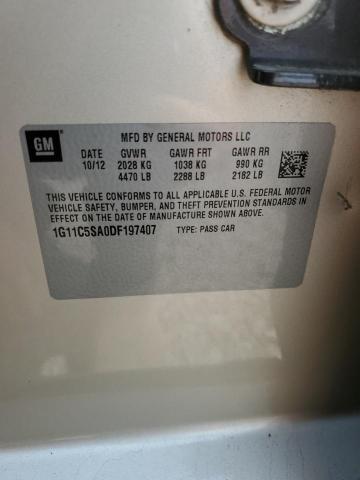 GM
MFD BY GENERAL MOTORS LLC
DATE GVWR GAWR FRT GAWR RR
10/12 2028 KG 1038 KG 990 KG
4470 LB 2288 LB 2182 LB
THIS VEHICLE CONFORMS TO ALL APPLICABLE U.S. FEDERAL MOTOR
VEHICLE SAFETY, BUMPER, AND THEFT PREVENTION STANDARDS IN
EFFECT ON THE DATE OF MANUFACTURE SHOWN ABOVE.
1G11C5SA0DF197407 TYPE: PASS CAR